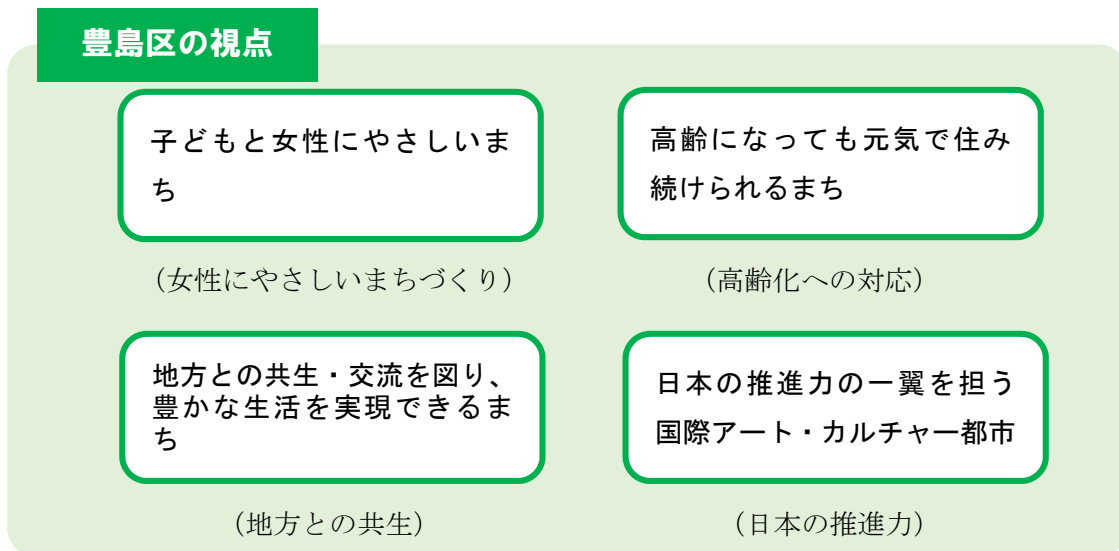 豊島区の視点
子どもと女性にやさしいま
ち
高齢になっても元気で住み
続けられるまち
（女性にやさしいまちづくり）
（高齢化への対応）
地方との共生・交流を図り、
豊かな生活を実現できるま
ち
日本の推進力の一翼を担う
国際アート・カルチャー都市
（地方との共生）
（日本の推進力）